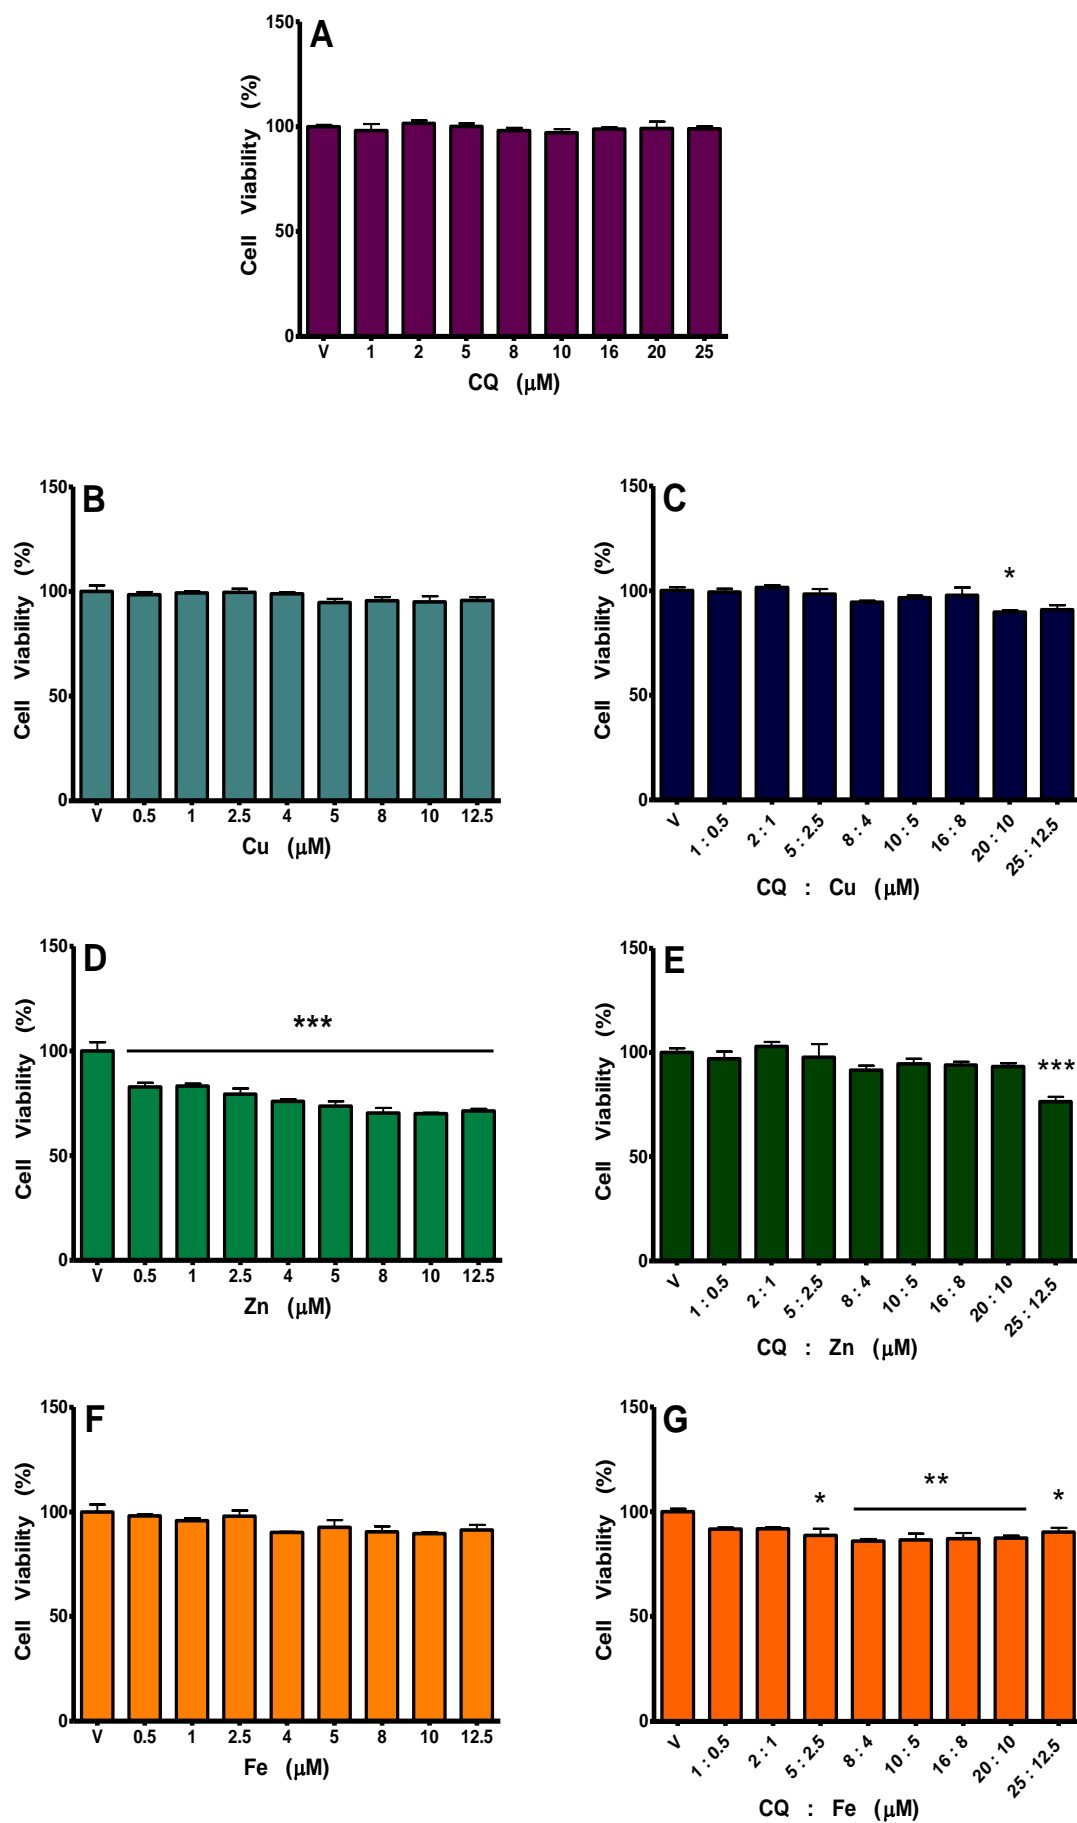 A
Cell Viability (%)
150
100
50
0
V 1 2 5 8 10 16 20 25
CQ (μM)
B
Cell Viability (%)
150
100
50
0
V 0.5 1 2.5 4 5 8 10 12.5
Cu (μM)
C
Cell Viability (%)
150
100
50
0
*
V 1 : 0.5 2 : 1 5 : 2.5 8 : 4 10 : 5 16 : 8 20 : 10 25 : 12.5
CQ : Cu (μM)
D
Cell Viability (%)
150
100
50
0
***
V 0.5 1 2.5 4 5 8 10 12.5
Zn (μM)
E
Cell Viability (%)
150
100
50
0
***
V 1 : 0.5 2 : 1 5 : 2.5 8 : 4 10 : 5 16 : 8 20 : 10 25 : 12.5
CQ : Zn (μM)
F
Cell Viability (%)
150
100
50
0
V 0.5 1 2.5 4 5 8 10 12.5
Fe (μM)
G
Cell Viability (%)
150
100
50
0
* ** *
V 1 : 0.5 2 : 1 5 : 2.5 8 : 4 10 : 5 16 : 8 20 : 10 25 : 12.5
CQ : Fe (μM)